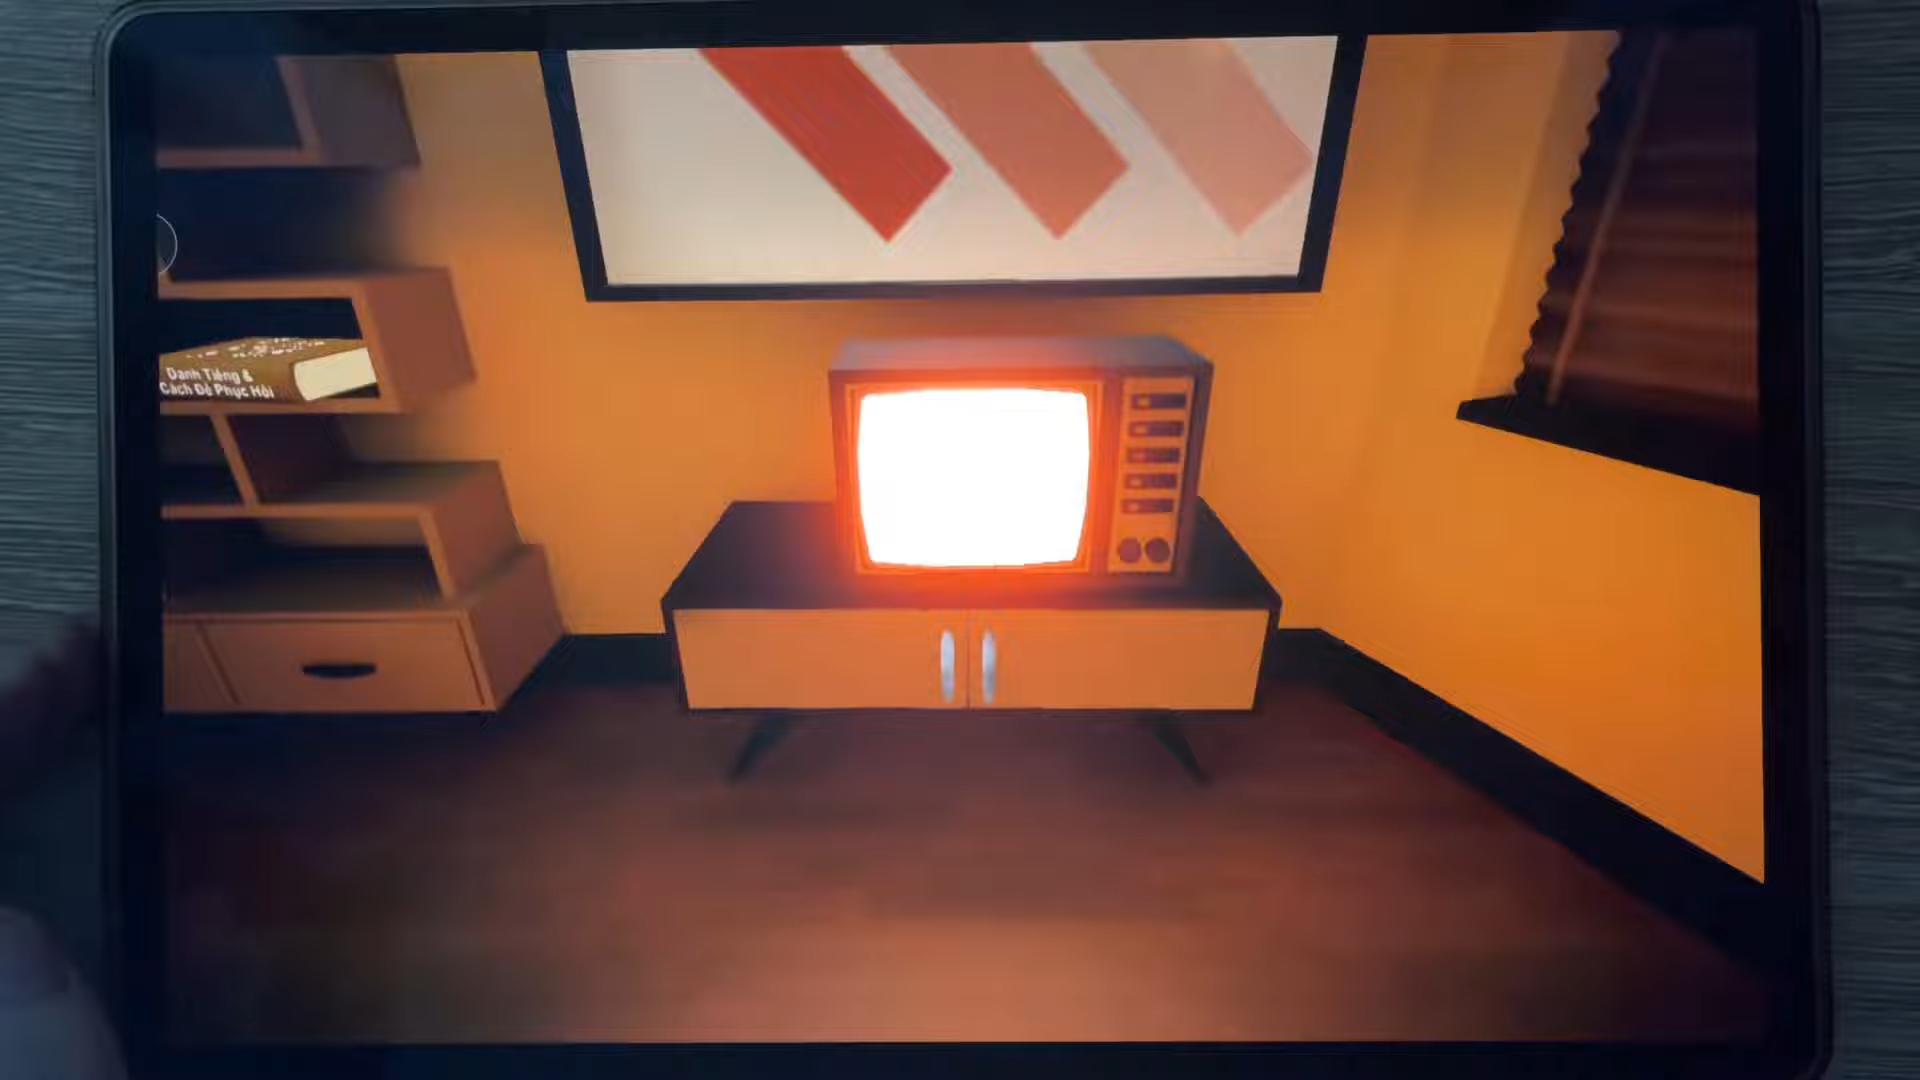 Danh Tiếng &
Cách Để Phục Hồi